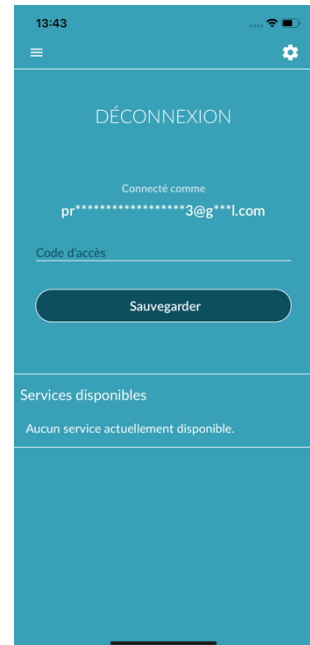 13:43
DÉCONNEXION
Connecté comme
pr******************3@g***l.com
Code d'accès
Sauvegarder
Services disponibles
Aucun service actuellement disponible.